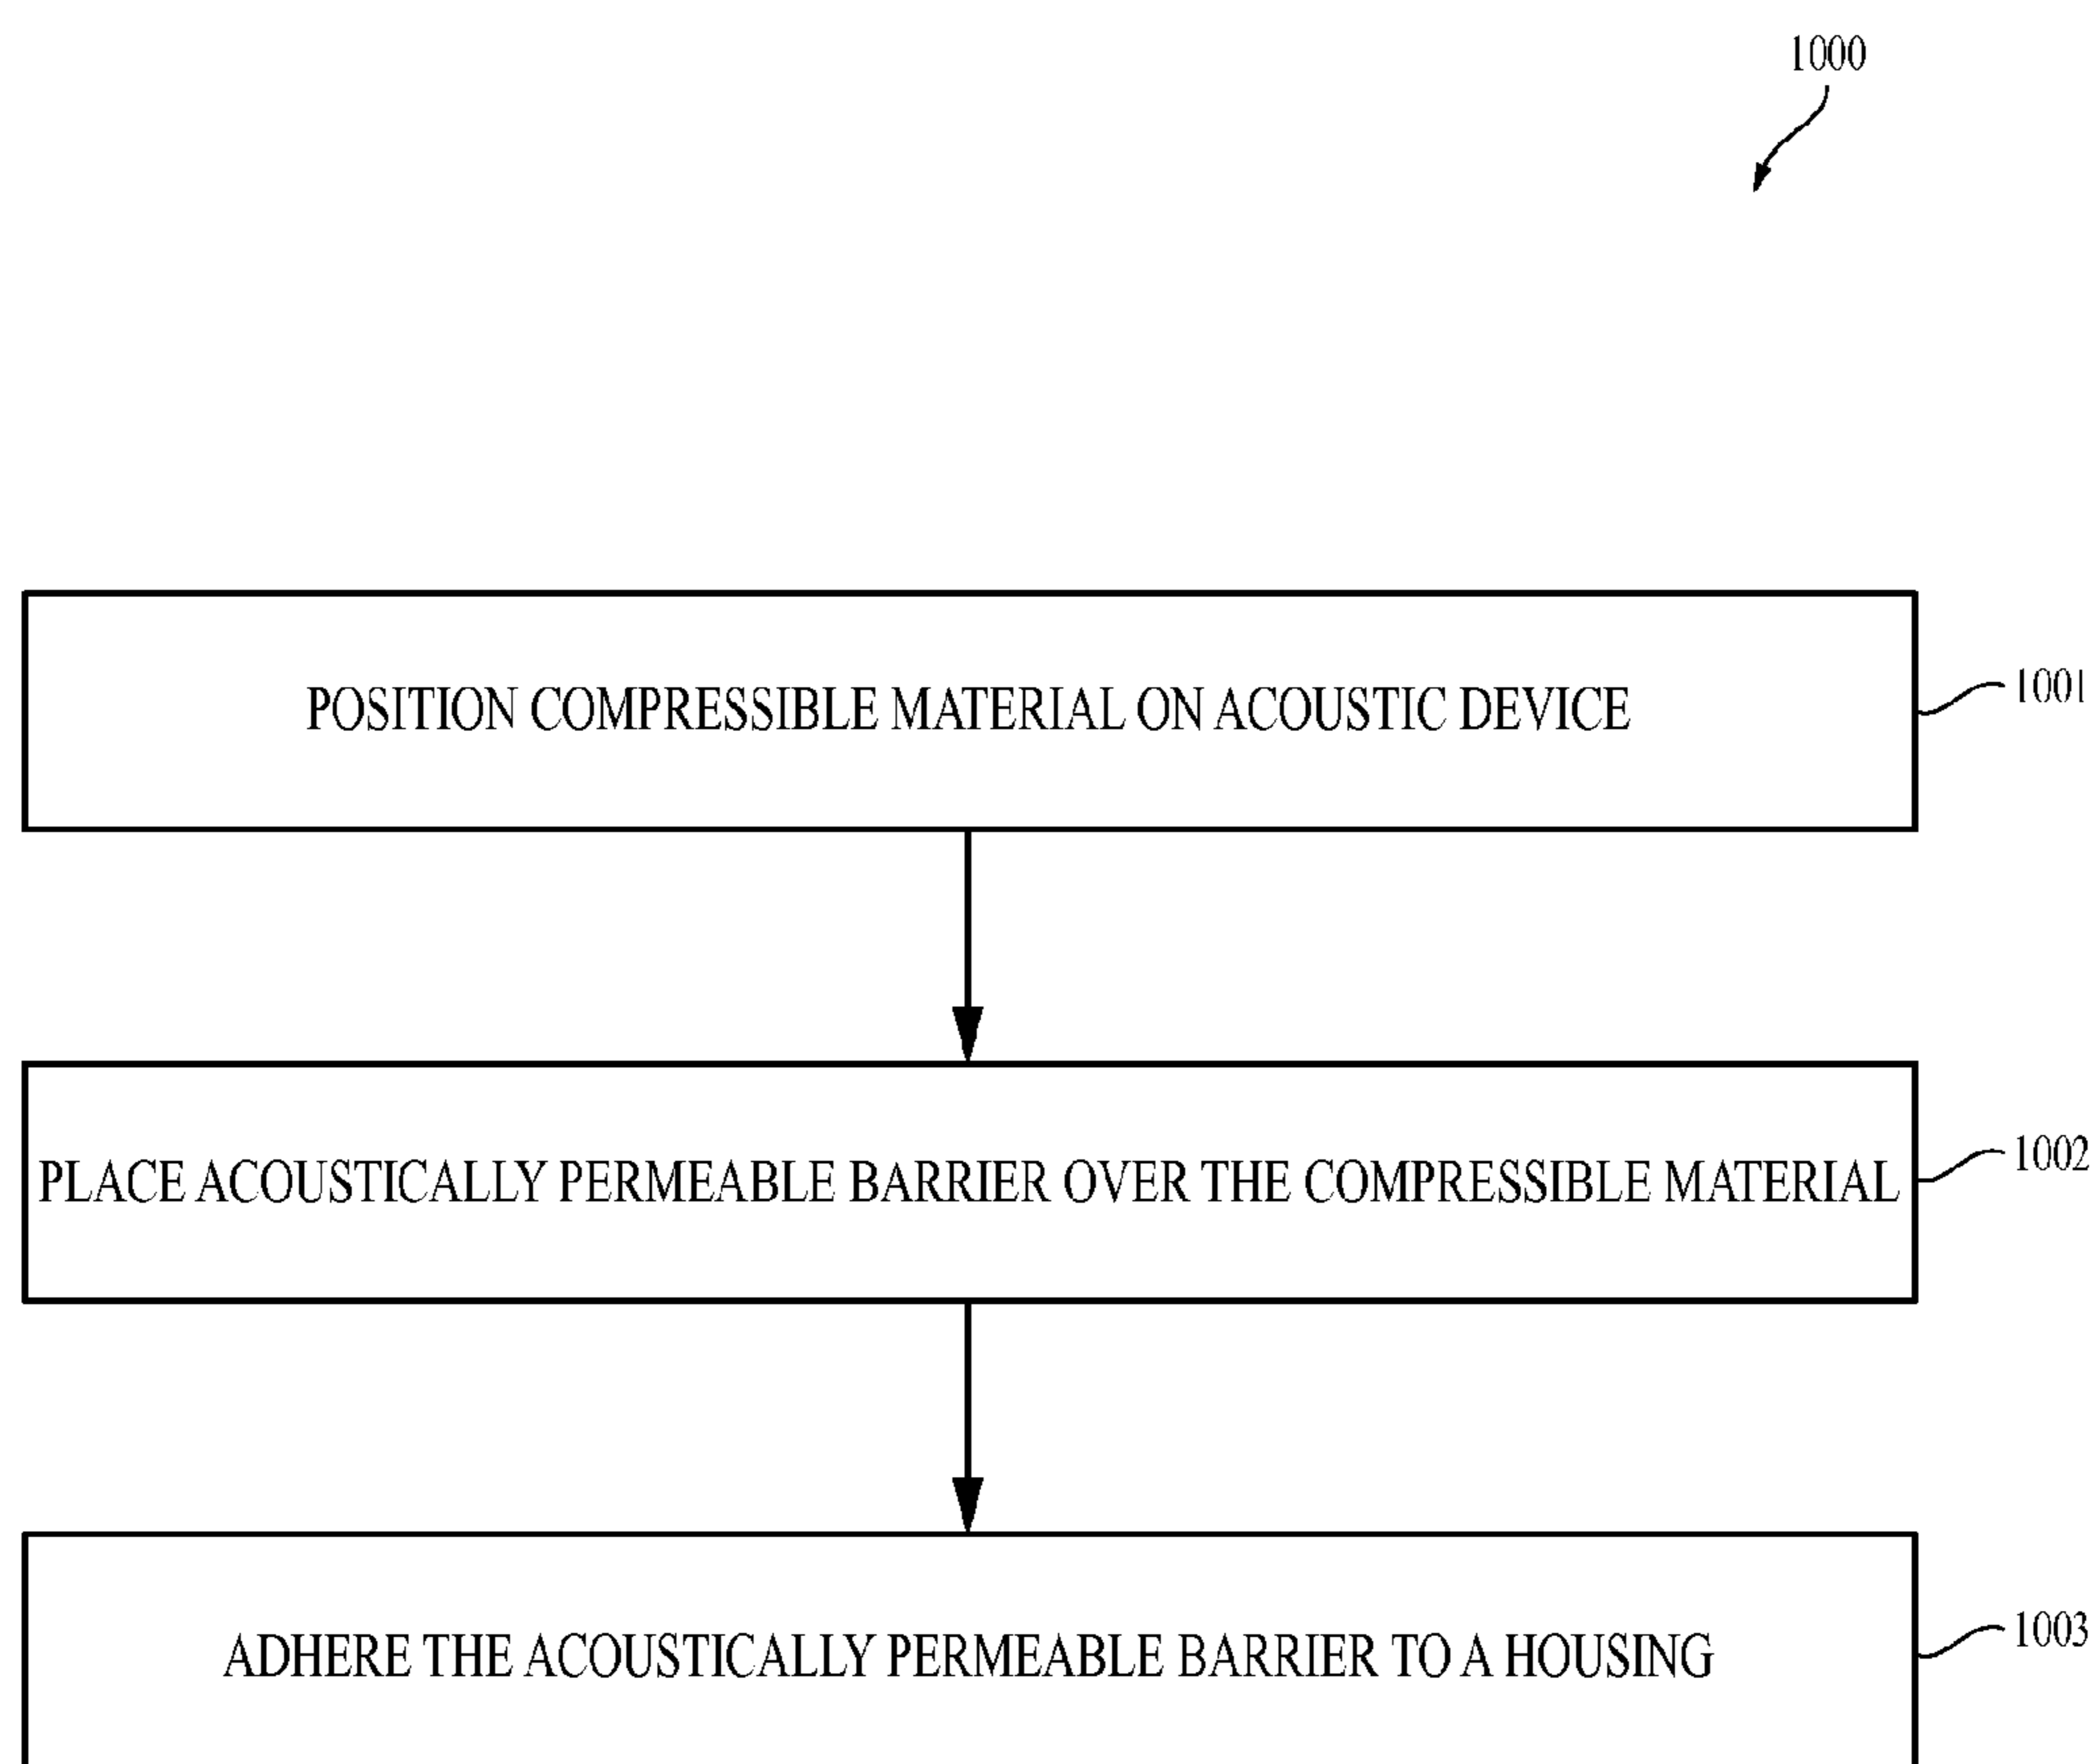 1000
POSITION COMPRESSIBLE MATERIAL ON ACOUSTIC DEVICE
1001
PLACE ACOUSTICALLY PERMEABLE BARRIER OVER THE COMPRESSIBLE MATERIAL
1002
ADHERE THE ACOUSTICALLY PERMEABLE BARRIER TO A HOUSING
1003